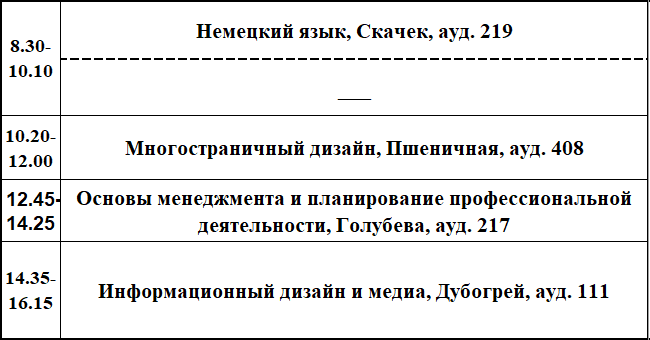 8.30-
10.10
Немецкий язык, Скачек, ауд. 219
___
10.20-
12.00
Многостраничный дизайн, Пшеничная, ауд. 408
12.45-
14.25
Основы менеджмента и планирование профессиональной
деятельности, Голубева, ауд. 217
14.35-
16.15
Информационный дизайн и медиа, Дубогрей, ауд. 111